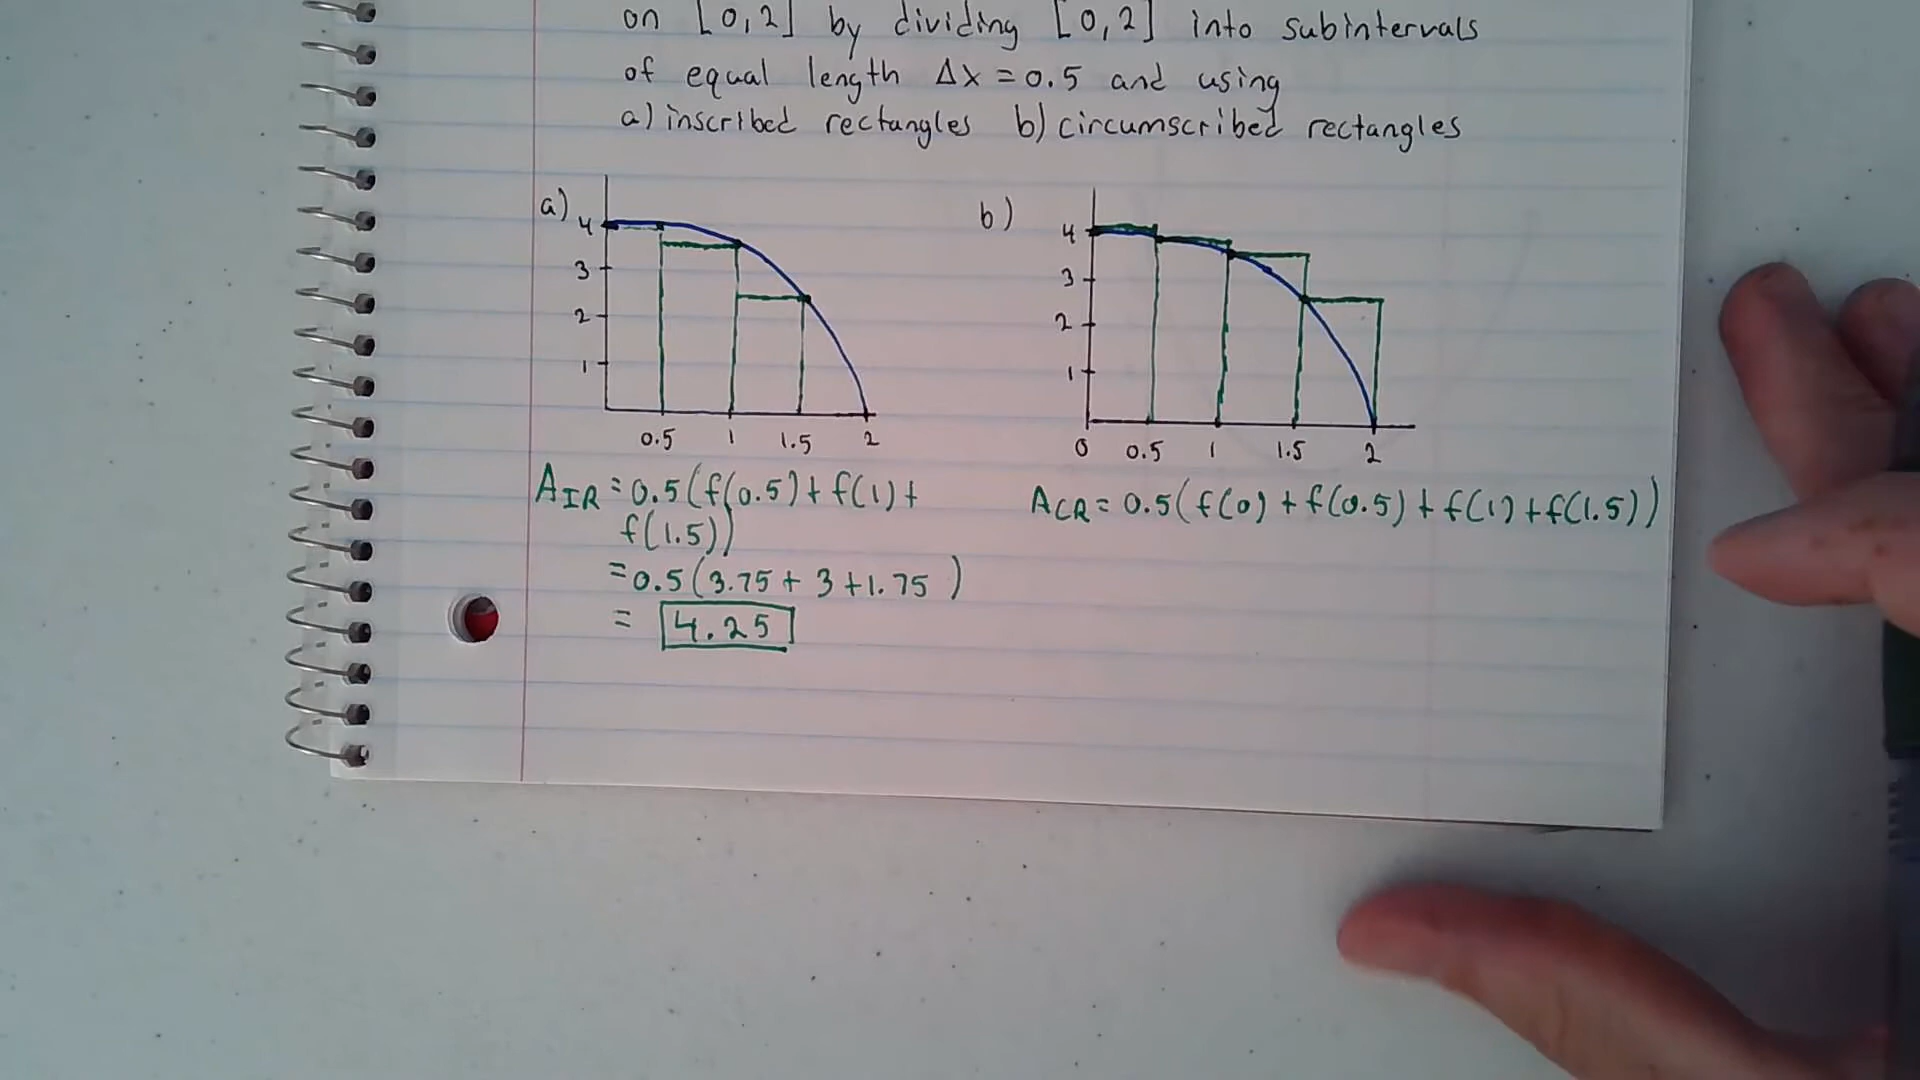 on [0,2] by dividing [0,2] into subintervals
of equal length Δx = 0.5 and using
a) inscribed rectangles b) circumscribed rectangles
a)
4
3
2
1
0.5 1 1.5 2
A_IR = 0.5(f(0.5) + f(1) +
f(1.5))
= 0.5(3.75 + 3 + 1.75)
= 4.25
b)
4
3
2
1
0 0.5 1 1.5 2
A_CR = 0.5(f(0) + f(0.5) + f(1) + f(1.5))